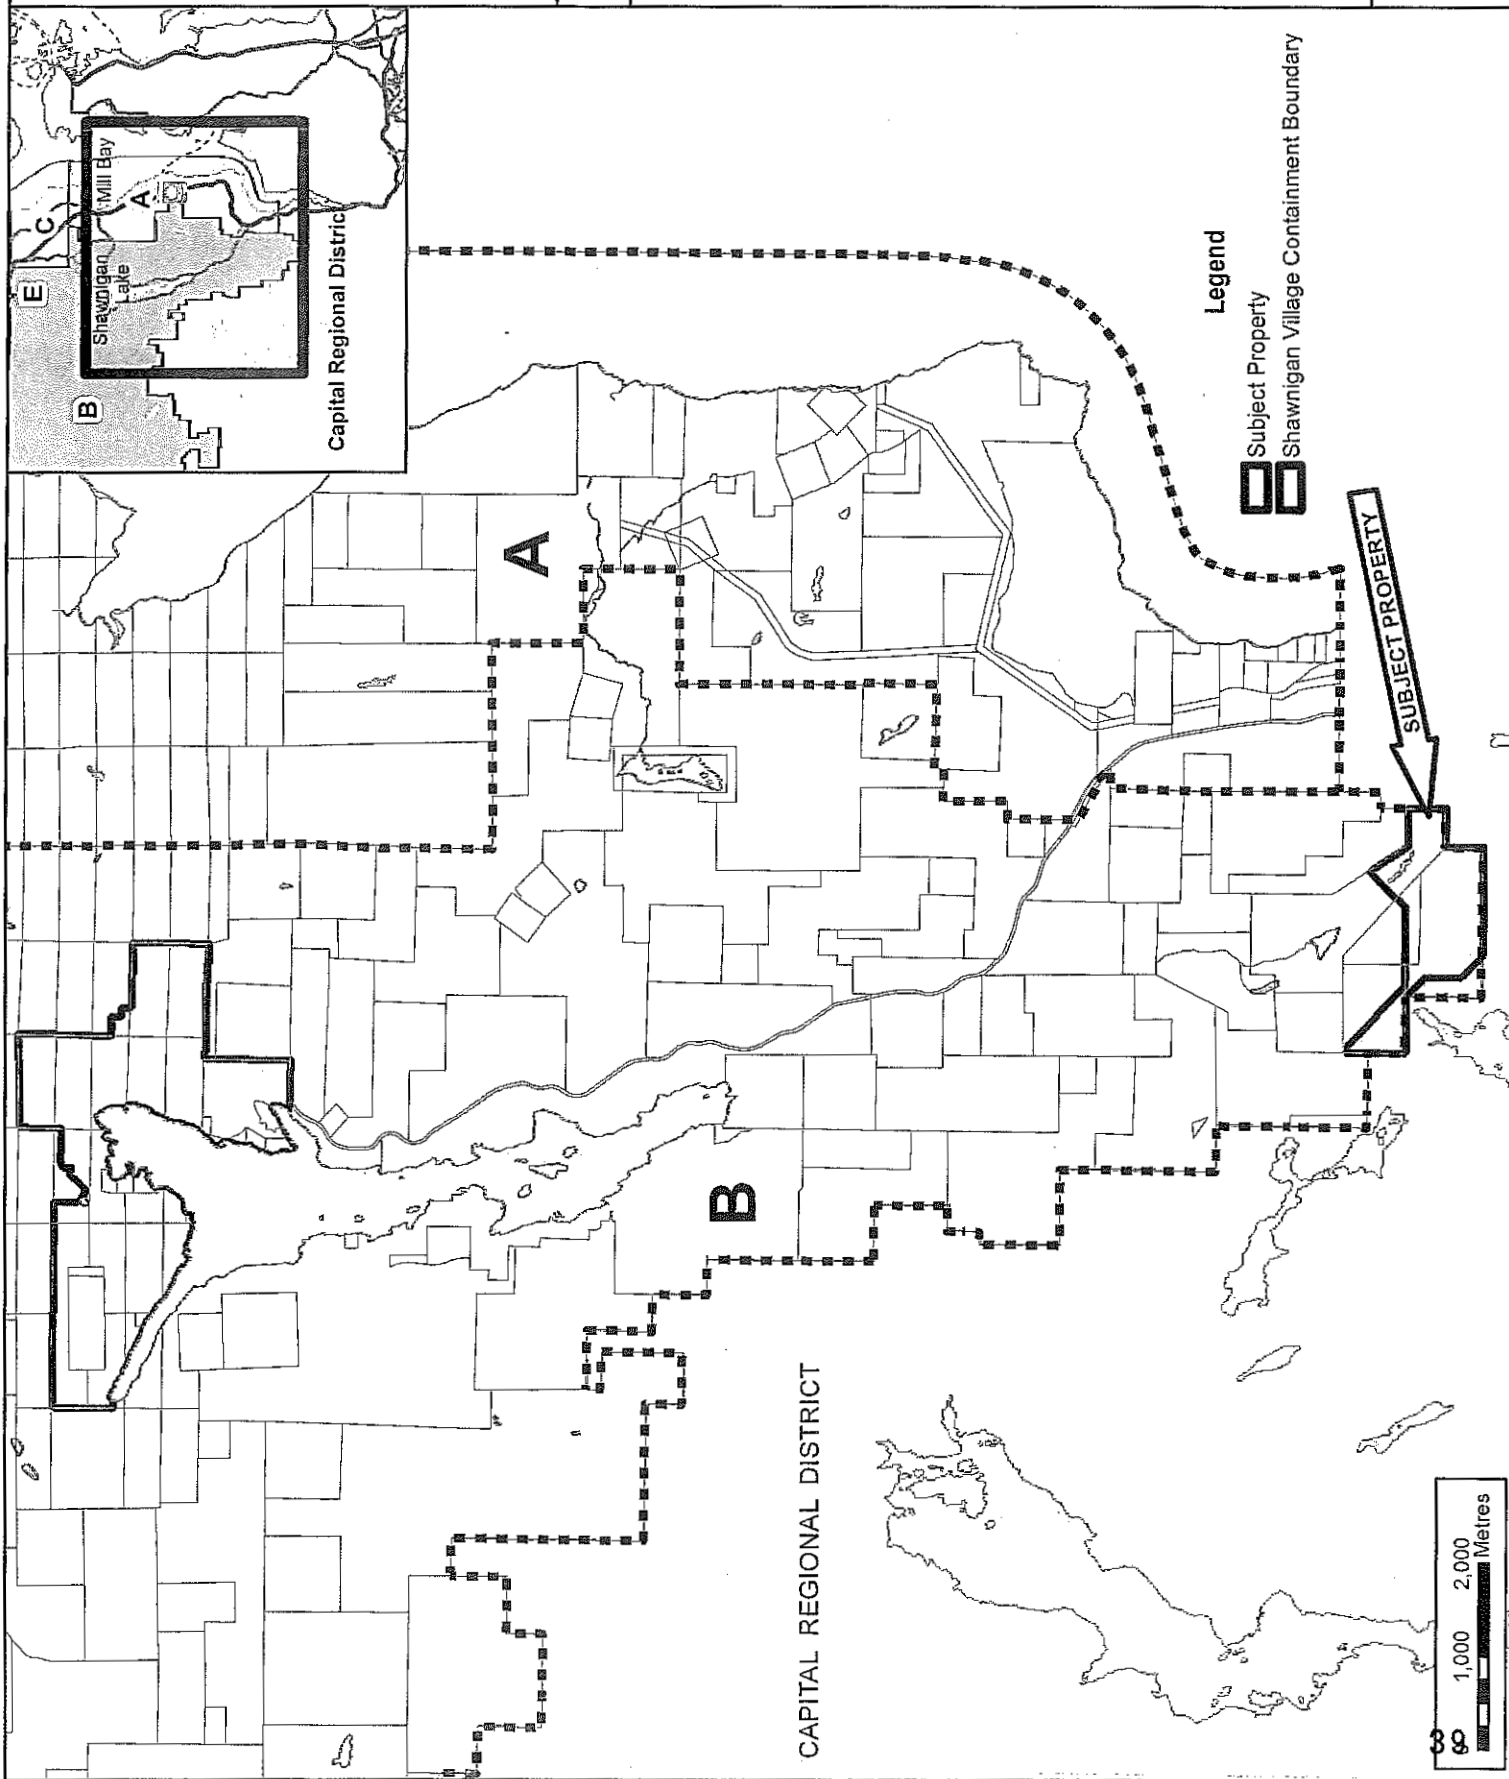 E
C
B
Shawnigan
Lake
Mill Bay
A
Capital Regional Distric
A
B
CAPITAL REGIONAL DISTRICT
Legend
Subject Property
Shawnigan Village Containment Boundary
SUBJECT PROPERTY
1,000
2,000
Metres
39